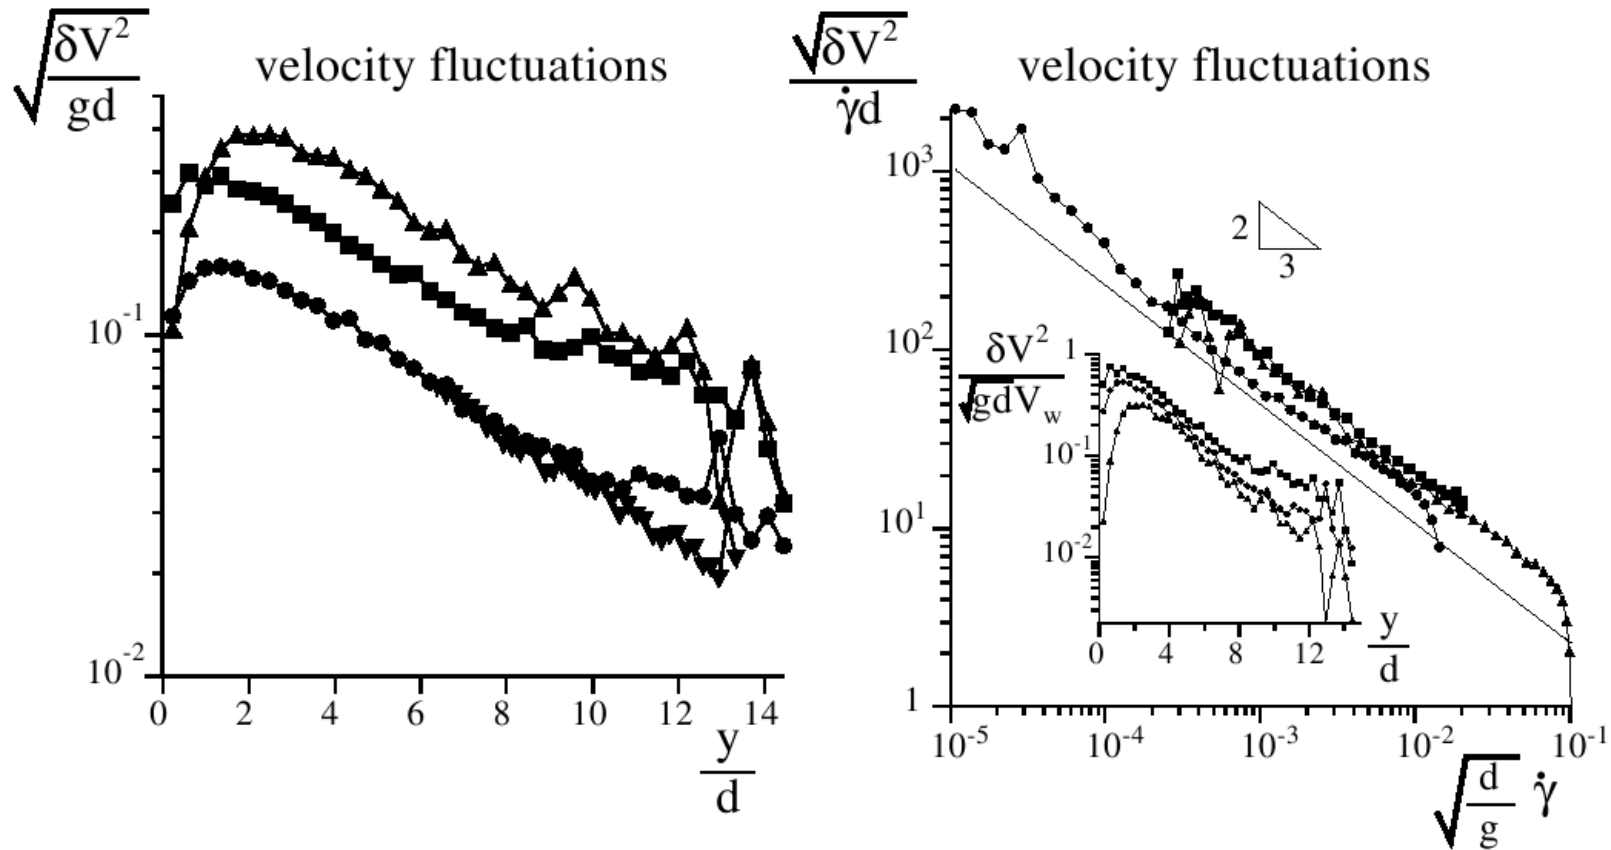 √δV²/gd
velocity fluctuations
10⁻¹
10⁻²
0 2 4 6 8 10 12 14
y/d
√δV²/γ̇d
velocity fluctuations
10³
10²
10¹
1
2
3
δV²/√gdVw
1
10⁻¹
10⁻²
0 4 8 12
y/d
10⁻⁵ 10⁻⁴ 10⁻³ 10⁻² 10⁻¹
√d/g γ̇